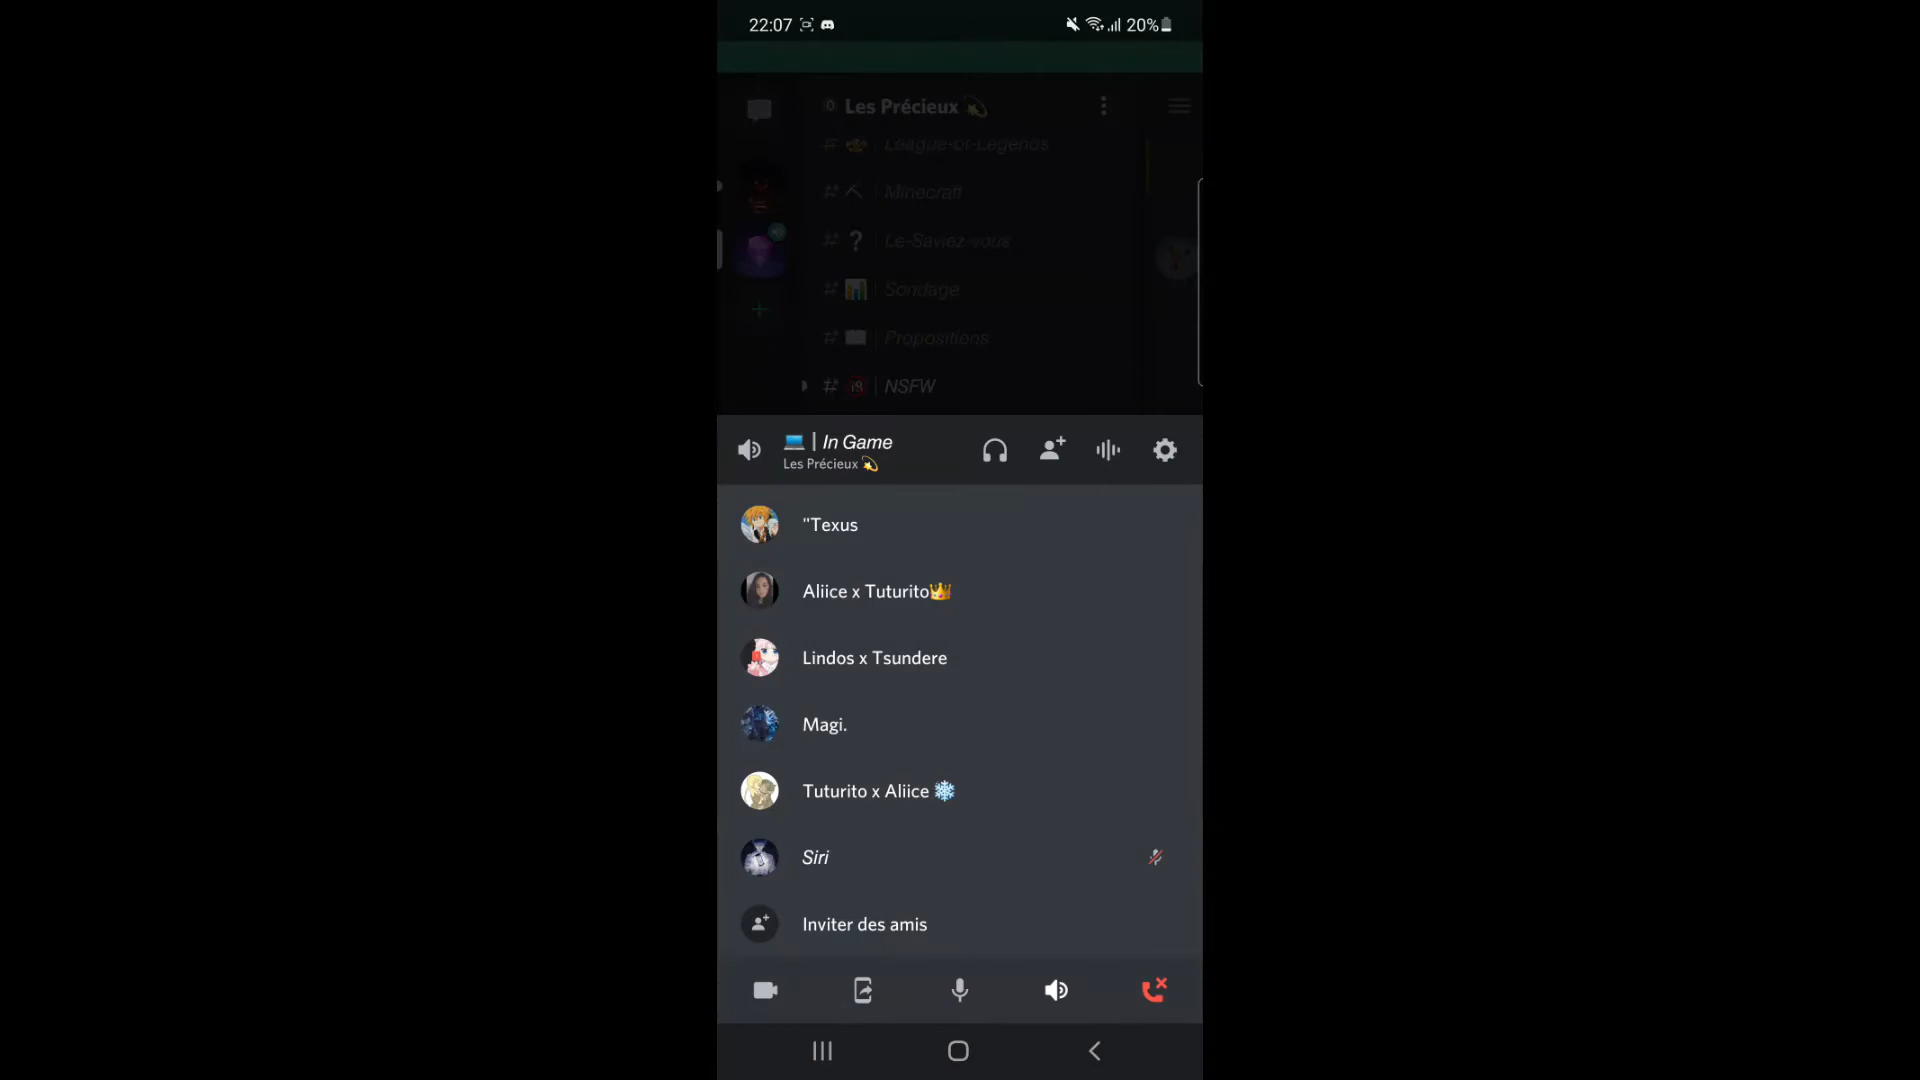 22:07
20%
Les Précieux 💫
# | League-of-Legends
# | Minecraft
# ❓ | Le-Saviez-vous
# 📊 | Sondage
# | Propositions
# 🔞 | NSFW
💻 | In Game
Les Précieux 💫
"Texus
Aliice x Tuturito👑
Lindos x Tsundere
Magi.
Tuturito x Aliice ❄️
Siri
Inviter des amis